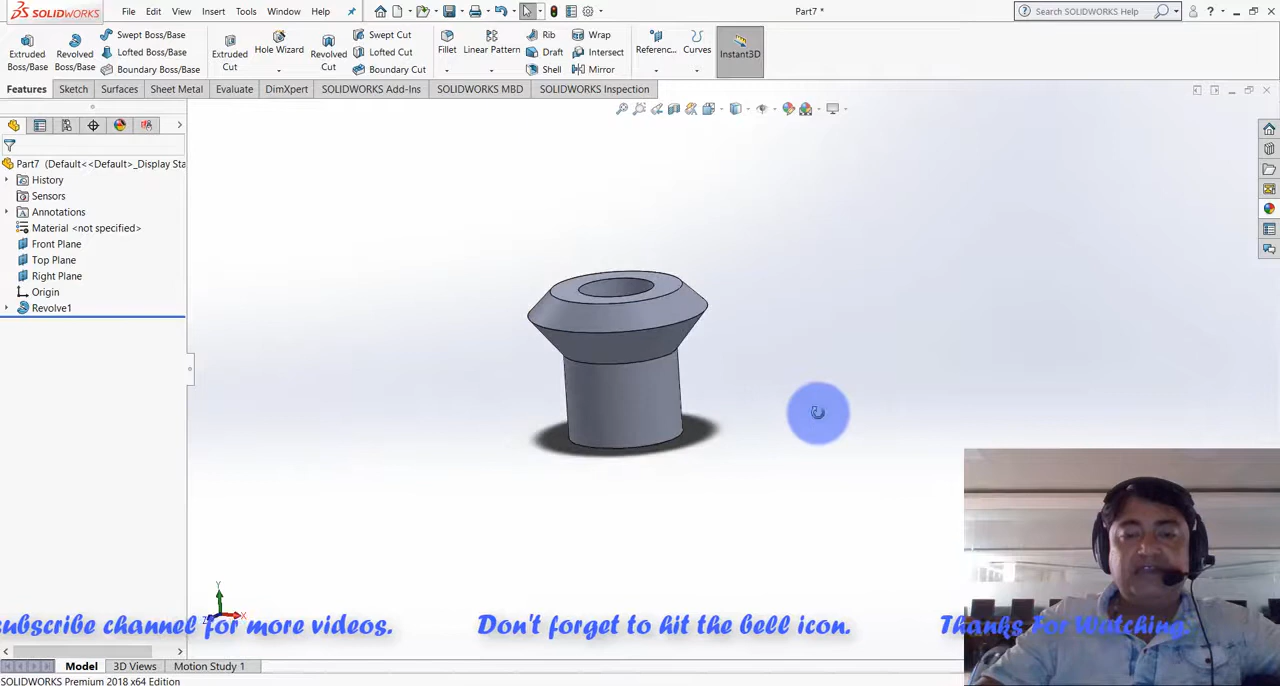 SOLIDWORKS
File
Edit
View
Insert
Tools
Window
Help
Part7 *
Search SOLIDWORKS Help
Extruded Boss/Base
Revolved Boss/Base
Swept Boss/Base
Lofted Boss/Base
Boundary Boss/Base
Extruded Cut
Hole Wizard
Revolved Cut
Swept Cut
Lofted Cut
Boundary Cut
Fillet
Linear Pattern
Rib
Draft
Shell
Wrap
Intersect
Mirror
Referenc...
Curves
Instant3D
Features
Sketch
Surfaces
Sheet Metal
Evaluate
DimXpert
SOLIDWORKS Add-Ins
SOLIDWORKS MBD
SOLIDWORKS Inspection
Part7 (Default<<Default>_Display Sta
History
Sensors
Annotations
Material <not specified>
Front Plane
Top Plane
Right Plane
Origin
Revolve1
Y
X
Z
subscribe channel for more videos.
Don't forget to hit the bell icon.
Thanks For Watching.
Model
3D Views
Motion Study 1
SOLIDWORKS Premium 2018 x64 Edition